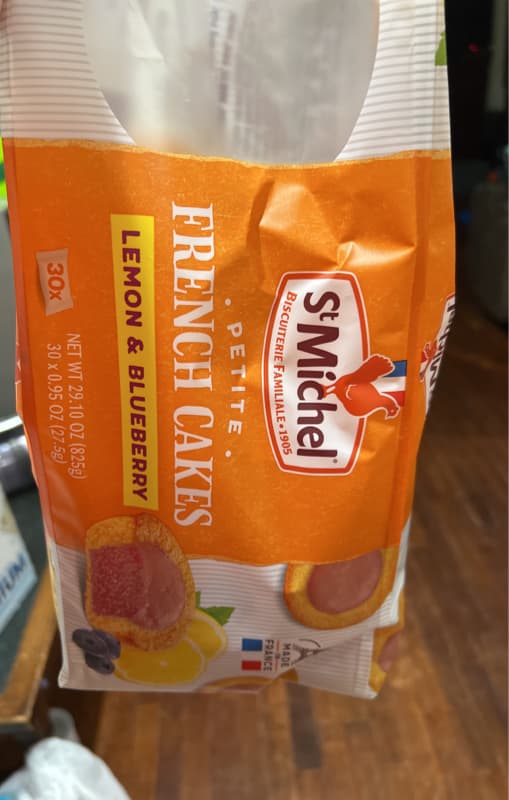 St Michel®
BISCUITERIE FAMILIALE • 1905
• PETITE •
FRENCH CAKES
LEMON & BLUEBERRY
30x
NET WT 29.10 OZ (825g)
30 x 0.95 OZ (27.5g)
MADE
IN
FRANCE